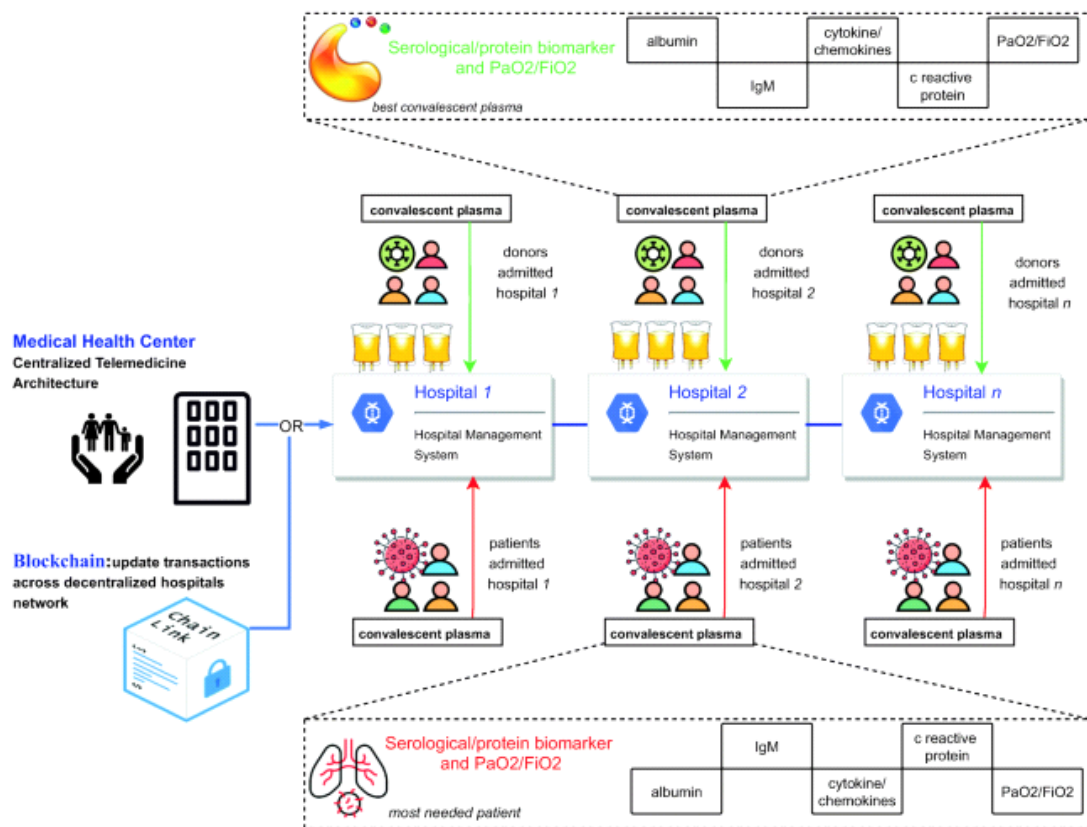 Serological/protein biomarker
and PaO2/FiO2
best convalescent plasma
albumin
IgM
cytokine/
chemokines
c reactive
protein
PaO2/FiO2
convalescent plasma
convalescent plasma
convalescent plasma
donors
admitted
hospital 1
donors
admitted
hospital 2
donors
admitted
hospital n
Medical Health Center
Centralized Telemedicine
Architecture
OR
Hospital 1
Hospital Management
System
Hospital 2
Hospital Management
System
Hospital n
Hospital Management
System
Blockchain:update transactions
across decentralized hospitals
network
Chain
Link
patients
admitted
hospital 1
patients
admitted
hospital 2
patients
admitted
hospital n
convalescent plasma
convalescent plasma
convalescent plasma
Serological/protein biomarker
and PaO2/FiO2
most needed patient
albumin
IgM
cytokine/
chemokines
c reactive
protein
PaO2/FiO2